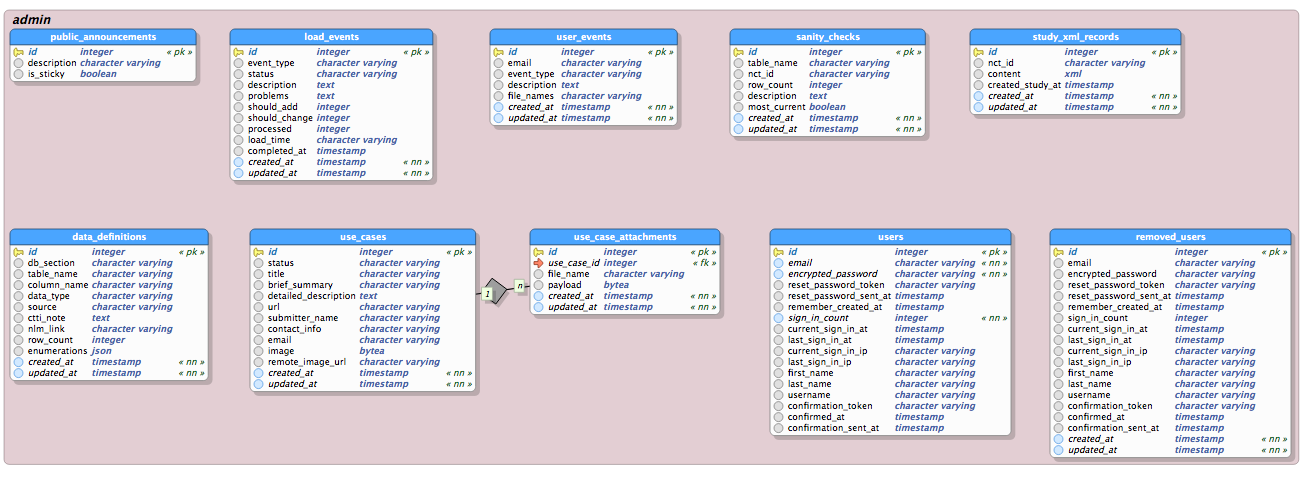 admin
public_announcements
id integer « pk »
description character varying
is_sticky boolean
load_events
id integer « pk »
event_type character varying
status character varying
description text
problems text
should_add integer
should_change integer
processed integer
load_time character varying
completed_at timestamp
created_at timestamp « nn »
updated_at timestamp « nn »
user_events
id integer « pk »
email character varying
event_type character varying
description text
file_names character varying
created_at timestamp « nn »
updated_at timestamp « nn »
sanity_checks
id integer « pk »
table_name character varying
nct_id character varying
row_count integer
description text
most_current boolean
created_at timestamp « nn »
updated_at timestamp « nn »
study_xml_records
id integer « pk »
nct_id character varying
content xml
created_study_at timestamp
created_at timestamp « nn »
updated_at timestamp « nn »
data_definitions
id integer « pk »
db_section character varying
table_name character varying
column_name character varying
data_type character varying
source character varying
ctti_note text
nlm_link character varying
row_count integer
enumerations json
created_at timestamp « nn »
updated_at timestamp « nn »
use_cases
id integer « pk »
status character varying
title character varying
brief_summary character varying
detailed_description text
url character varying
submitter_name character varying
contact_info character varying
email character varying
image bytea
remote_image_url character varying
created_at timestamp « nn »
updated_at timestamp « nn »
1
n
use_case_attachments
id integer « pk »
use_case_id integer « fk »
file_name character varying
payload bytea
created_at timestamp « nn »
updated_at timestamp « nn »
users
id integer « pk »
email character varying « nn »
encrypted_password character varying « nn »
reset_password_token character varying
reset_password_sent_at timestamp
remember_created_at timestamp
sign_in_count integer « nn »
current_sign_in_at timestamp
last_sign_in_at timestamp
current_sign_in_ip character varying
last_sign_in_ip character varying
first_name character varying
last_name character varying
username character varying
confirmation_token character varying
confirmed_at timestamp
confirmation_sent_at timestamp
removed_users
id integer « pk »
email character varying
encrypted_password character varying
reset_password_token character varying
reset_password_sent_at timestamp
remember_created_at timestamp
sign_in_count integer
current_sign_in_at timestamp
last_sign_in_at timestamp
current_sign_in_ip character varying
last_sign_in_ip character varying
first_name character varying
last_name character varying
username character varying
confirmation_token character varying
confirmed_at timestamp
confirmation_sent_at timestamp
created_at timestamp « nn »
updated_at timestamp « nn »